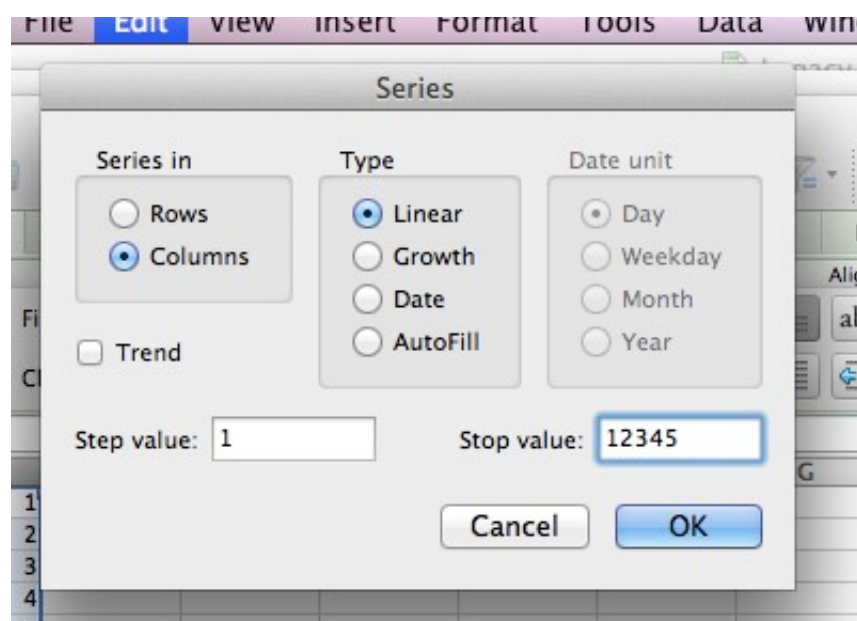 File Edit View Insert Format Tools Data
Series
Series in
Rows
Columns
Trend
Type
Linear
Growth
Date
AutoFill
Date unit
Day
Weekday
Month
Year
Step value: 1
Stop value: 12345
Cancel
OK
G
1
2
3
4